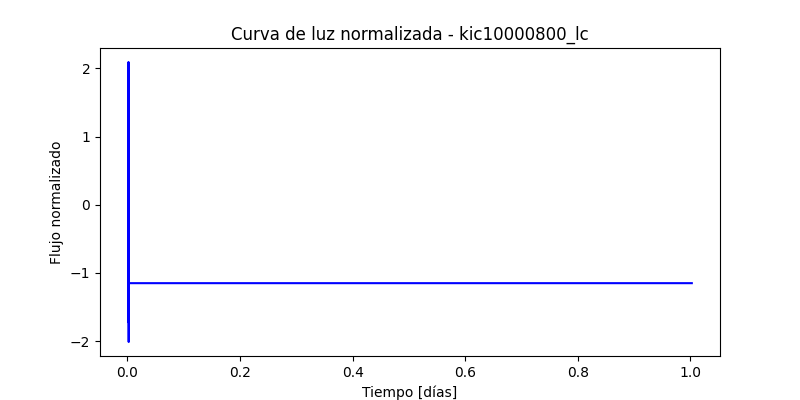 Curva de luz normalizada - kic10000800_lc
Flujo normalizado
2
1
0
−1
−2
0.0 0.2 0.4 0.6 0.8 1.0
Tiempo [días]